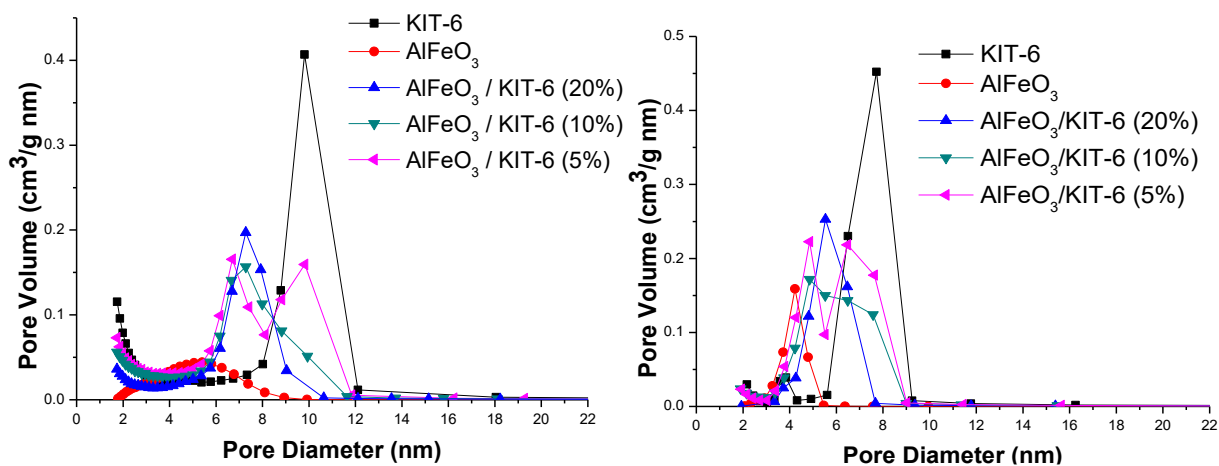 KIT-6
AlFeO₃
AlFeO₃ / KIT-6 (20%)
AlFeO₃ / KIT-6 (10%)
AlFeO₃ / KIT-6 (5%)
0.4
0.3
0.2
0.1
0.0
Pore Volume (cm³/g nm)
0 2 4 6 8 10 12 14 16 18 20 22
Pore Diameter (nm)
KIT-6
AlFeO₃
AlFeO₃/KIT-6 (20%)
AlFeO₃/KIT-6 (10%)
AlFeO₃/KIT-6 (5%)
0.5
0.4
0.3
0.2
0.1
0.0
Pore Volume (cm³/g nm)
0 2 4 6 8 10 12 14 16 18 20 22
Pore Diameter (nm)